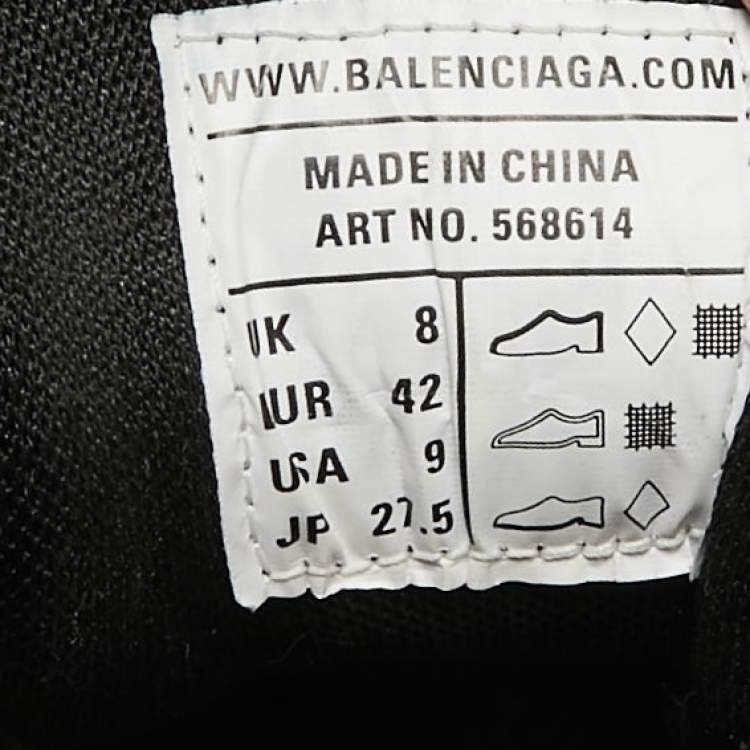 WWW.BALENCIAGA.COM
MADE IN CHINA
ART NO. 568614
UK 8
EUR 42
USA 9
JP 27.5